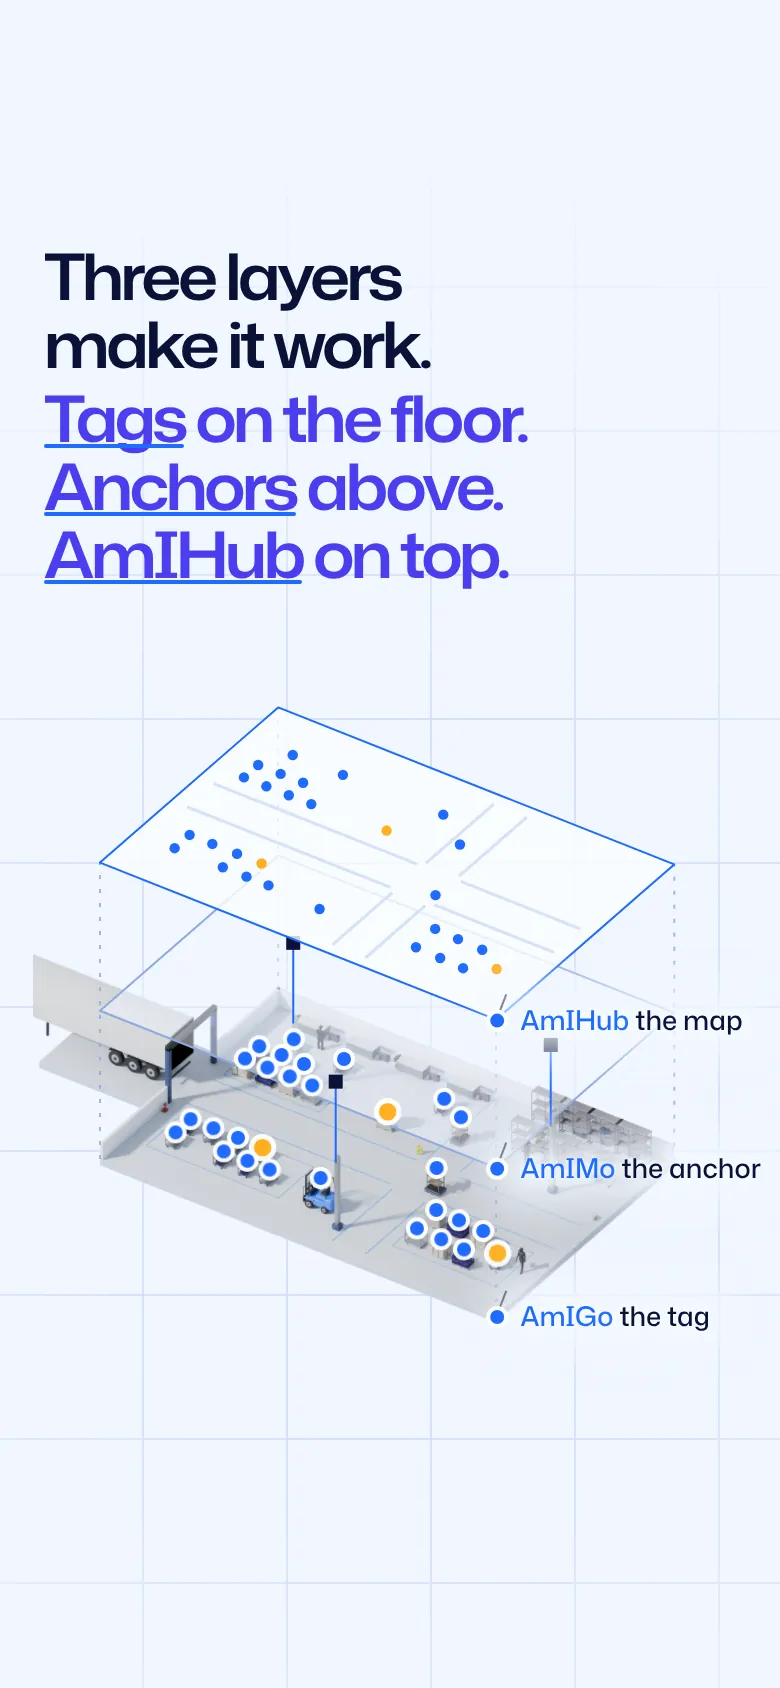 Three layers
make it work.
Tags on the floor.
Anchors above.
AmIHub on top.
AmIHub the map
AmIMo the anchor
AmIGo the tag